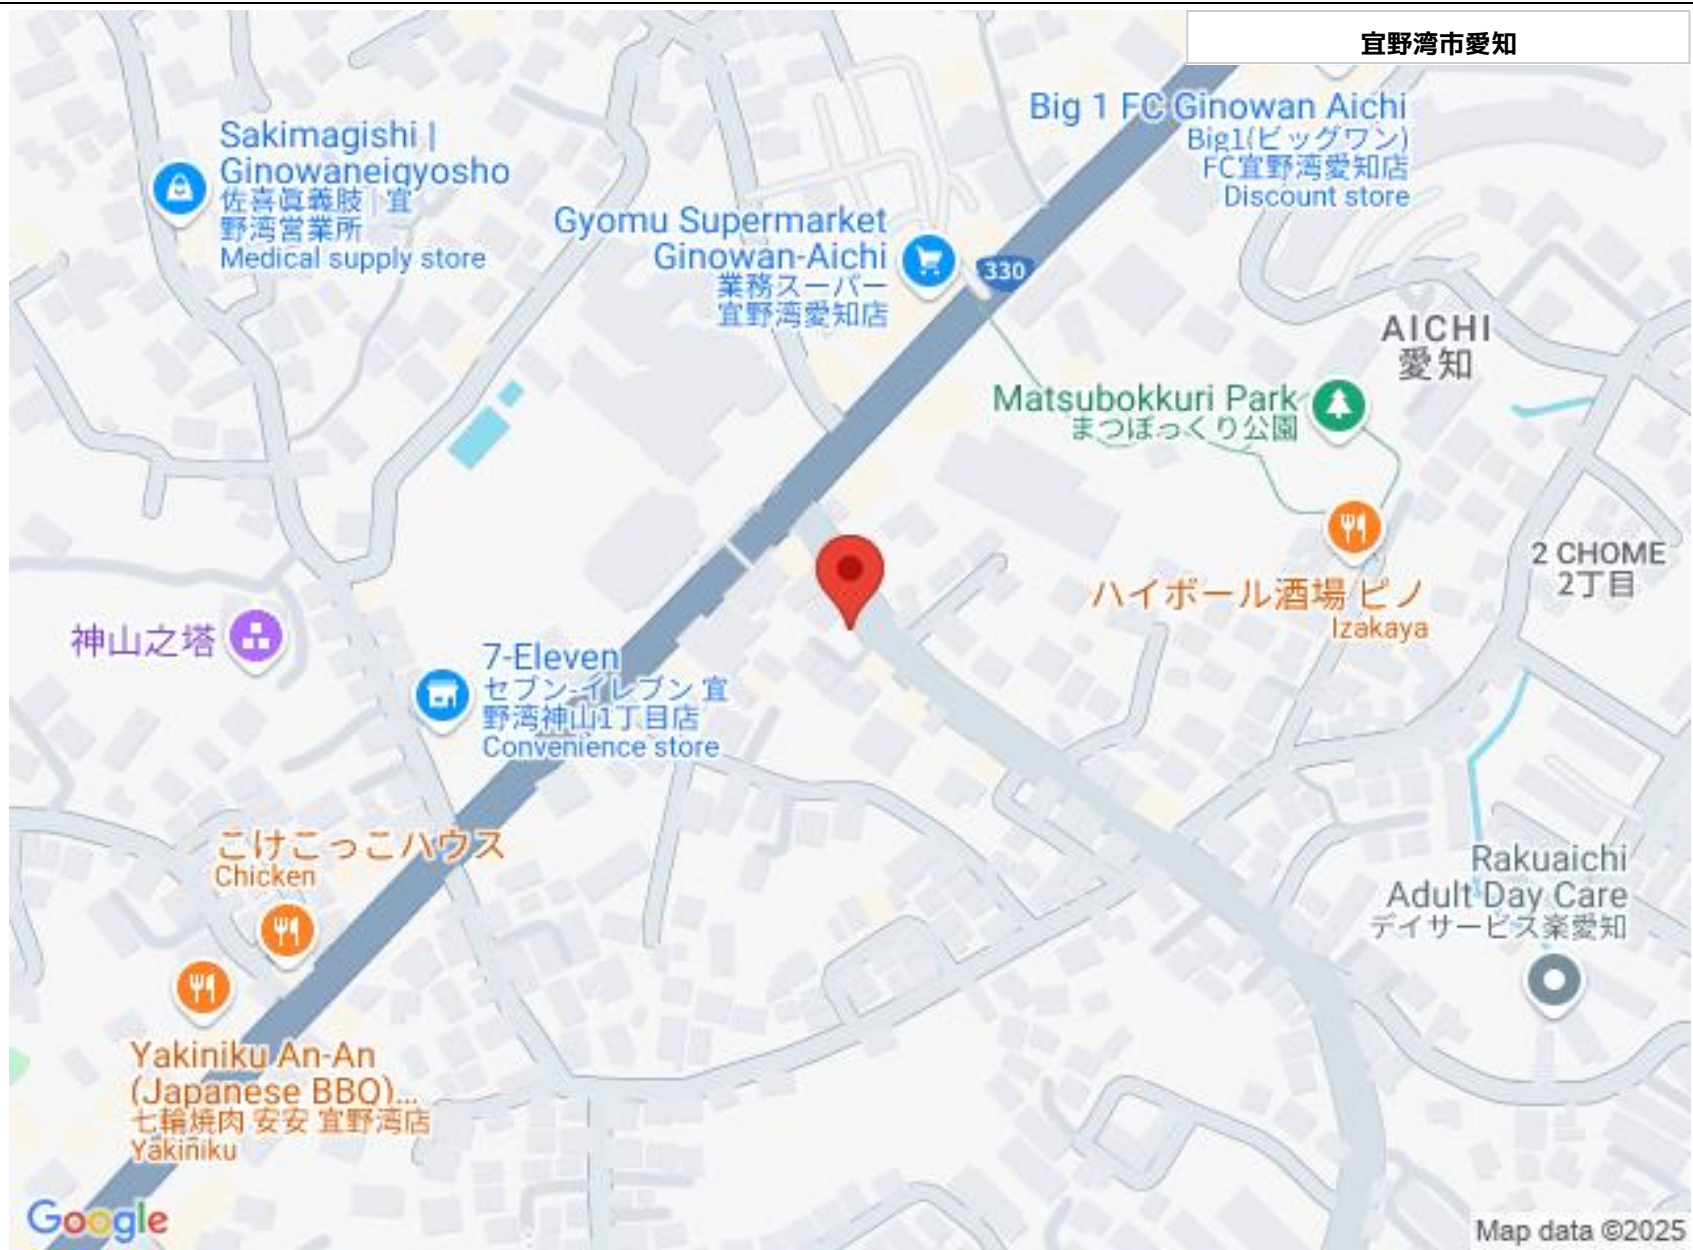 宜野湾市愛知
Big 1 FC Ginowan Aichi
Big1(ビッグワン)
FC宜野湾愛知店
Discount store
Sakimagishi |
Ginowaneigyosho
佐喜眞義肢 | 宜
野湾営業所
Medical supply store
Gyomu Supermarket
Ginowan-Aichi
業務スーパー
宜野湾愛知店
330
AICHI
愛知
Matsubokkuri Park
まつぼっくり公園
2 CHOME
2丁目
ハイボール酒場 ピノ
Izakaya
神山之塔
7-Eleven
セブン-イレブン 宜
野湾神山1丁目店
Convenience store
こけこっこハウス
Chicken
Rakuaichi
Adult Day Care
デイサービス楽愛知
Yakiniku An-An
(Japanese BBQ)...
七輪焼肉 安安 宜野湾店
Yakiniku
Google
Map data ©2025